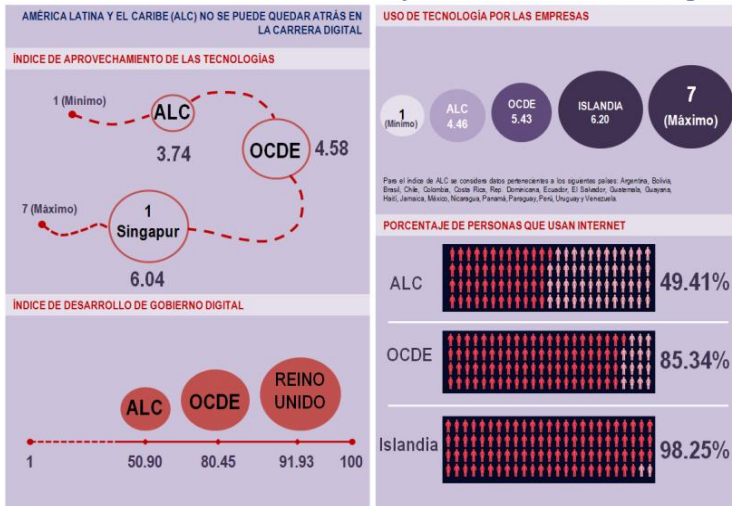 AMÉRICA LATINA Y EL CARIBE (ALC) NO SE PUEDE QUEDAR ATRÁS EN
LA CARRERA DIGITAL
ÍNDICE DE APROVECHAMIENTO DE LAS TECNOLOGÍAS
1 (Mínimo)
ALC
3.74
OCDE
4.58
7 (Máximo)
1
Singapur
6.04
ÍNDICE DE DESARROLLO DE GOBIERNO DIGITAL
ALC
OCDE
REINO
UNIDO
1
50.90
80.45
91.93
100
USO DE TECNOLOGÍA POR LAS EMPRESAS
1
(Mínimo)
ALC
4.46
OCDE
5.43
ISLANDIA
6.20
7
(Máximo)
Para el índice de ALC se considera datos pertenecientes a los siguientes países: Argentina, Bolivia,
Brasil, Chile, Colombia, Costa Rica, Rep. Dominicana, Ecuador, El Salvador, Guatemala, Guayana,
Haití, Jamaica, México, Nicaragua, Panamá, Paraguay, Perú, Uruguay y Venezuela.
PORCENTAJE DE PERSONAS QUE USAN INTERNET
ALC
49.41%
OCDE
85.34%
Islandia
98.25%